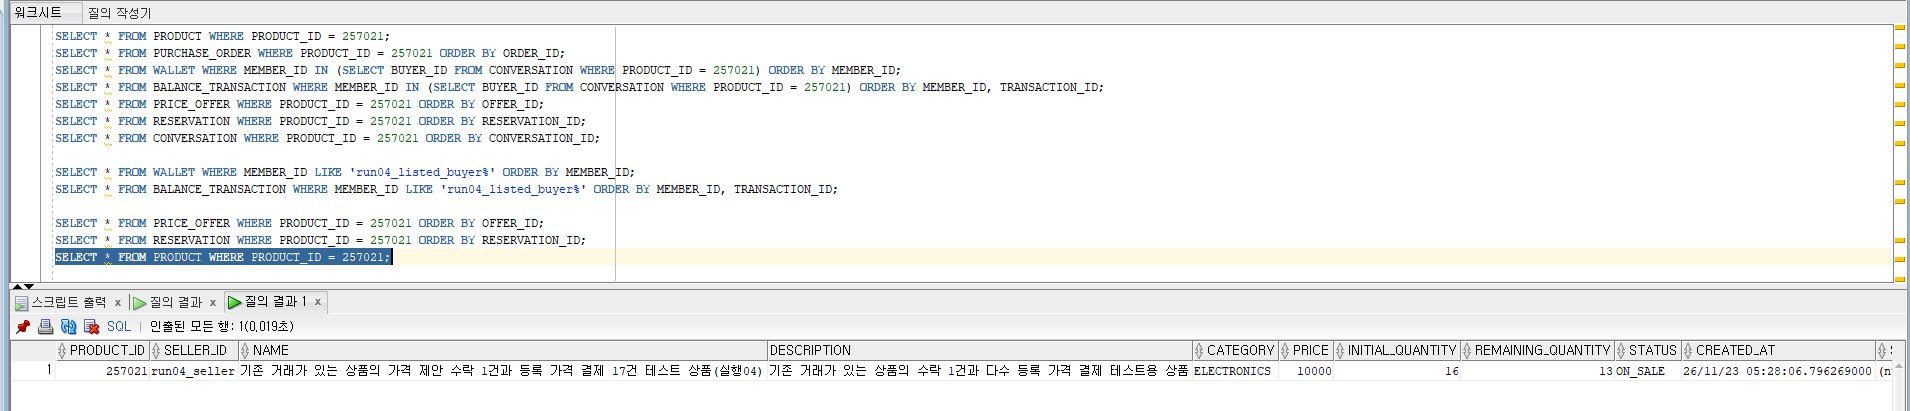 워크시트 질의 작성기
SELECT * FROM PRODUCT WHERE PRODUCT_ID = 257021;
SELECT * FROM PURCHASE_ORDER WHERE PRODUCT_ID = 257021 ORDER BY ORDER_ID;
SELECT * FROM WALLET WHERE MEMBER_ID IN (SELECT BUYER_ID FROM CONVERSATION WHERE PRODUCT_ID = 257021) ORDER BY MEMBER_ID;
SELECT * FROM BALANCE_TRANSACTION WHERE MEMBER_ID IN (SELECT BUYER_ID FROM CONVERSATION WHERE PRODUCT_ID = 257021) ORDER BY MEMBER_ID, TRANSACTION_ID;
SELECT * FROM PRICE_OFFER WHERE PRODUCT_ID = 257021 ORDER BY OFFER_ID;
SELECT * FROM RESERVATION WHERE PRODUCT_ID = 257021 ORDER BY RESERVATION_ID;
SELECT * FROM CONVERSATION WHERE PRODUCT_ID = 257021 ORDER BY CONVERSATION_ID;
SELECT * FROM WALLET WHERE MEMBER_ID LIKE 'run04_listed_buyer%' ORDER BY MEMBER_ID;
SELECT * FROM BALANCE_TRANSACTION WHERE MEMBER_ID LIKE 'run04_listed_buyer%' ORDER BY MEMBER_ID, TRANSACTION_ID;
SELECT * FROM PRICE_OFFER WHERE PRODUCT_ID = 257021 ORDER BY OFFER_ID;
SELECT * FROM RESERVATION WHERE PRODUCT_ID = 257021 ORDER BY RESERVATION_ID;
SELECT * FROM PRODUCT WHERE PRODUCT_ID = 257021;
스크립트 출력 x 질의 결과 x 질의 결과 1 x
SQL | 인출된 모든 행: 1(0,019초)
PRODUCT_ID SELLER_ID NAME DESCRIPTION CATEGORY PRICE INITIAL_QUANTITY REMAINING_QUANTITY STATUS CREATED_AT
1 257021 run04_seller 기존 거래가 있는 상품의 가격 제안 수락 1건과 등록 가격 결제 17건 테스트 상품(실행04) 기존 거래가 있는 상품의 수락 1건과 다수 등록 가격 결제 테스트용 상품 ELECTRONICS 10000 16 13 ON_SALE 26/11/23 05:28:06.796269000